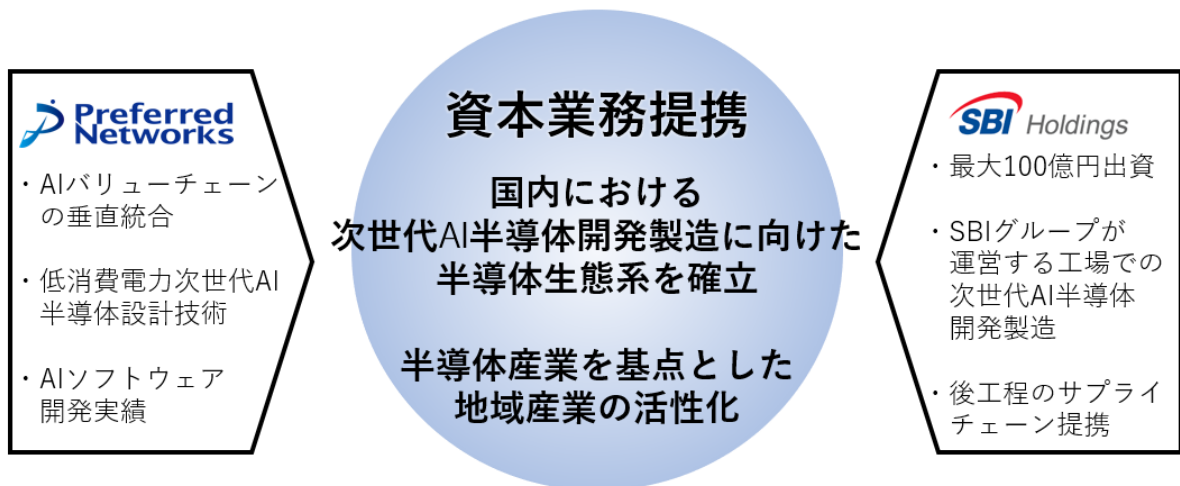 Preferred
Networks
・AIバリューチェーン
の垂直統合
・低消費電力次世代AI
半導体設計技術
・AIソフトウェア
開発実績
資本業務提携
国内における
次世代AI半導体開発製造に向けた
半導体生態系を確立
半導体産業を基点とした
地域産業の活性化
SBI Holdings
・最大100億円出資
・SBIグループが
運営する工場での
次世代AI半導体
開発製造
・後工程のサプライ
チェーン提携